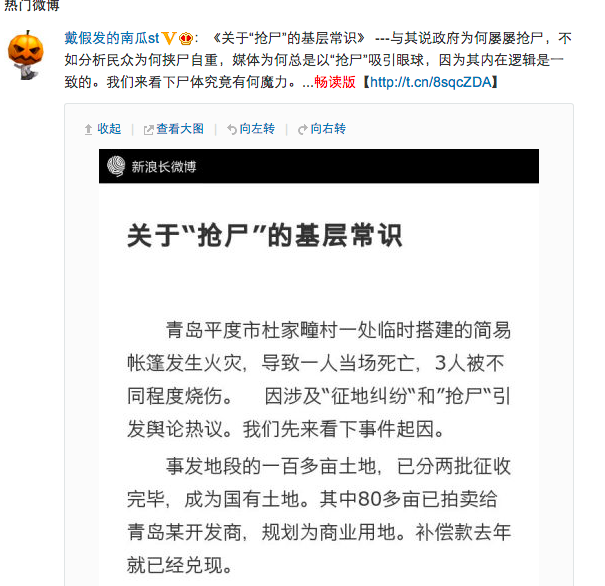 热门微博
戴假发的南瓜st V：《关于“抢尸”的基层常识》 ---与其说政府为何屡屡抢尸，不
如分析民众为何挟尸自重，媒体为何总是以“抢尸”吸引眼球，因为其内在逻辑是一
致的。我们来看下尸体究竟有何魔力。...畅读版【http://t.cn/8sqcZDA】
收起 | 查看大图 | 向左转 | 向右转
新浪长微博
关于“抢尸”的基层常识
青岛平度市杜家疃村一处临时搭建的简易
帐篷发生火灾，导致一人当场死亡，3人被不
同程度烧伤。 因涉及“征地纠纷“和”抢尸“引
发舆论热议。我们先来看下事件起因。
事发地段的一百多亩土地，已分两批征收
完毕，成为国有土地。其中80多亩已拍卖给
青岛某开发商，规划为商业用地。补偿款去年
就已经兑现。